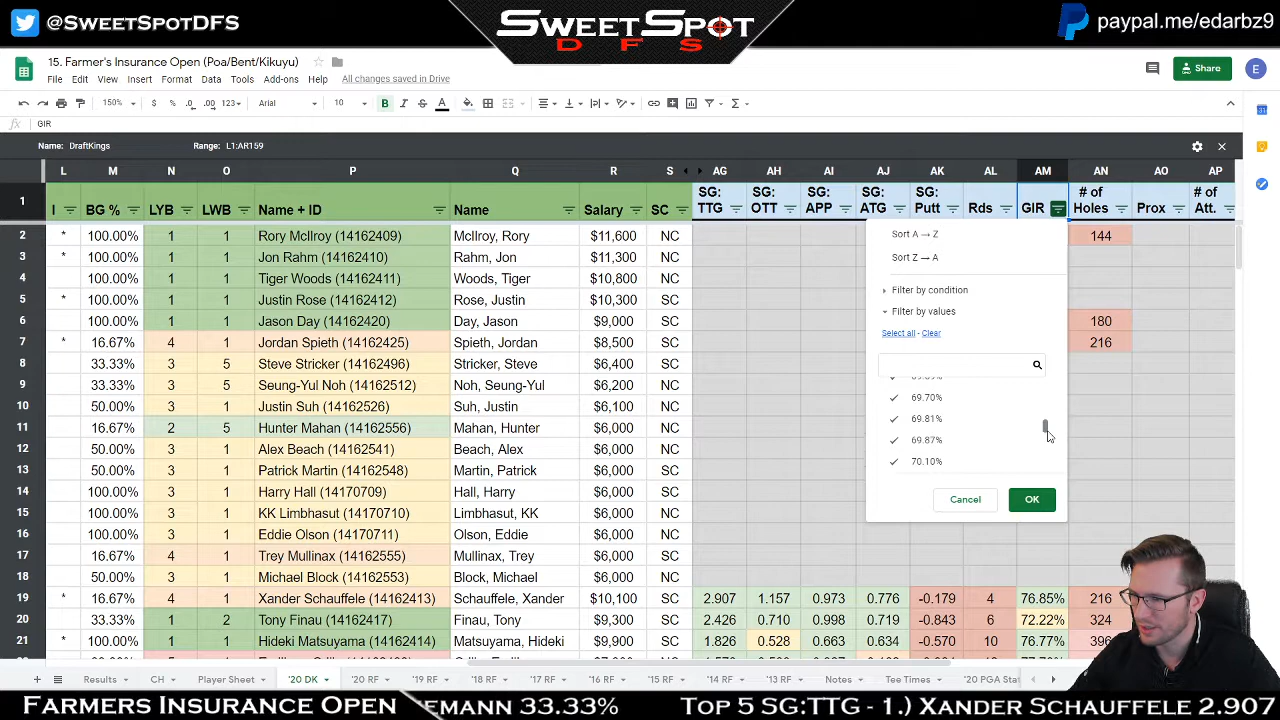 @SweetSpotDFS
SweetSpot
DFS
paypal.me/edarbz9
15. Farmer's Insurance Open (Poa/Bent/Kikuyu)
File Edit View Insert Format Data Tools Add-ons Help All changes saved in Drive
Share
E
150% $ % .0 .00 123 Arial 10 B
fx GIR
Name: DraftKings Range: L1:AR159
L M N O P Q R S AG AH AI AJ AK AL AM AN AO AP
1 I BG % LYB LWB Name + ID Name Salary SC SG: TTG SG: OTT SG: APP SG: ATG SG: Putt Rds GIR # of Holes Prox # of Att.
2 * 100.00% 1 1 Rory McIlroy (14162409) McIlroy, Rory $11,600 NC 144
3 * 100.00% 1 1 Jon Rahm (14162410) Rahm, Jon $11,300 NC
4 100.00% 1 1 Tiger Woods (14162411) Woods, Tiger $10,800 NC
5 * 100.00% 1 1 Justin Rose (14162412) Rose, Justin $10,300 SC
6 100.00% 1 1 Jason Day (14162420) Day, Jason $9,000 SC 180
7 * 16.67% 4 1 Jordan Spieth (14162425) Spieth, Jordan $8,500 SC 216
8 33.33% 3 5 Steve Stricker (14162496) Stricker, Steve $6,400 SC
9 33.33% 3 5 Seung-Yul Noh (14162512) Noh, Seung-Yul $6,200 NC
10 50.00% 3 1 Justin Suh (14162526) Suh, Justin $6,100 NC
11 16.67% 2 5 Hunter Mahan (14162556) Mahan, Hunter $6,000 NC
12 50.00% 3 1 Alex Beach (14162541) Beach, Alex $6,000 NC
13 50.00% 3 1 Patrick Martin (14162548) Martin, Patrick $6,000 SC
14 100.00% 3 1 Harry Hall (14170709) Hall, Harry $6,000 SC
15 100.00% 3 1 KK Limbhasut (14170710) Limbhasut, KK $6,000 NC
16 100.00% 3 1 Eddie Olson (14170711) Olson, Eddie $6,000 NC
17 16.67% 4 1 Trey Mullinax (14162555) Mullinax, Trey $6,000 SC
18 50.00% 3 1 Michael Block (14162553) Block, Michael $6,000 NC
19 * 16.67% 4 1 Xander Schauffele (14162413) Schauffele, Xander $10,100 SC 2.907 1.157 0.973 0.776 -0.179 4 76.85% 216
20 33.33% 1 2 Tony Finau (14162417) Finau, Tony $9,300 SC 2.426 0.710 0.998 0.719 -0.843 6 72.22% 324
21 * 100.00% 1 1 Hideki Matsuyama (14162414) Matsuyama, Hideki $9,900 SC 1.826 0.528 0.663 0.634 -0.570 10 76.77% 396
Sort A → Z
Sort Z → A
Filter by condition
Filter by values
Select all - Clear
69.70%
69.81%
69.87%
70.10%
Cancel OK
Results CH Player Sheet '20 DK '20 RF '19 RF '18 RF '17 RF '16 RF '15 RF '14 RF '13 RF Notes Tee Times '20 PGA Sta
Farmers Insurance Open EMANN 33.33% Top 5 SG:TTG - 1.) Xander Schauffele 2.907